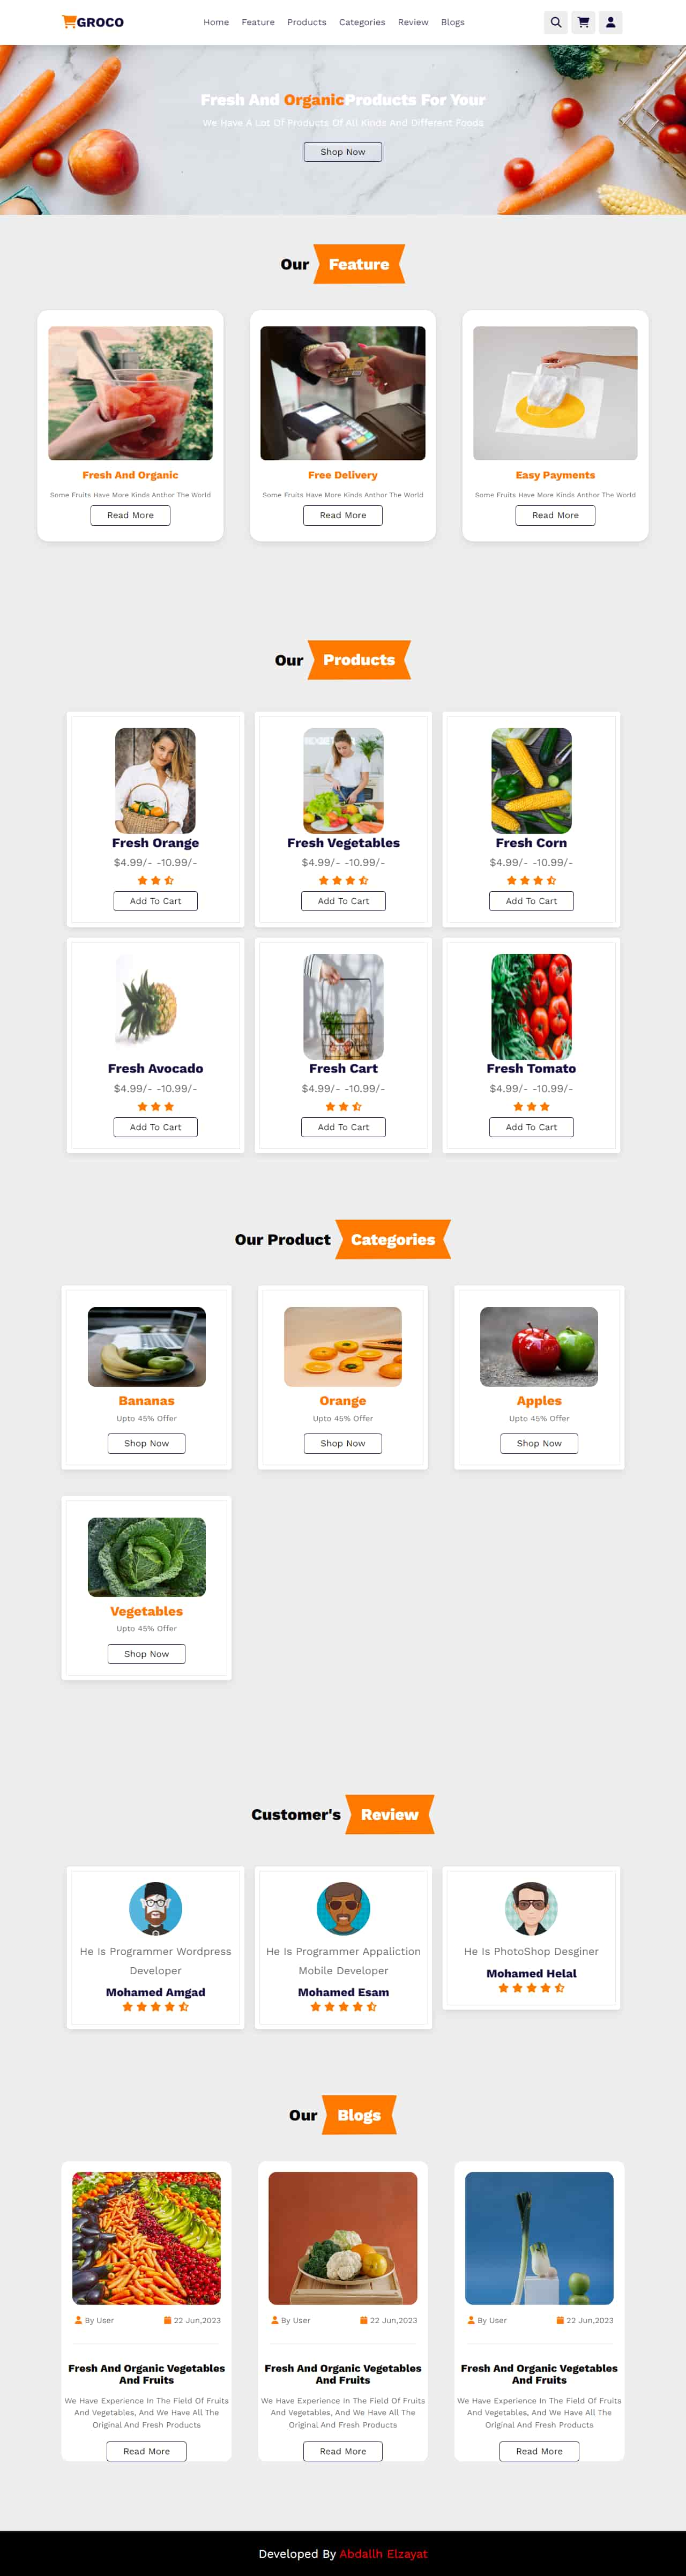 GROCO
Home Feature Products Categories Review Blogs
Fresh And OrganicProducts For Your
We Have A Lot Of Products Of All Kinds And Different Foods
Shop Now
Our Feature
Fresh And Organic
Some Fruits Have More Kinds Anthor The World
Read More
Free Delivery
Some Fruits Have More Kinds Anthor The World
Read More
Easy Payments
Some Fruits Have More Kinds Anthor The World
Read More
Our Products
Fresh Orange
$4.99/- -10.99/-
Add To Cart
Fresh Vegetables
$4.99/- -10.99/-
Add To Cart
Fresh Corn
$4.99/- -10.99/-
Add To Cart
Fresh Avocado
$4.99/- -10.99/-
Add To Cart
Fresh Cart
$4.99/- -10.99/-
Add To Cart
Fresh Tomato
$4.99/- -10.99/-
Add To Cart
Our Product Categories
Bananas
Upto 45% Offer
Shop Now
Orange
Upto 45% Offer
Shop Now
Apples
Upto 45% Offer
Shop Now
Vegetables
Upto 45% Offer
Shop Now
Customer's Review
He Is Programmer Wordpress
Developer
Mohamed Amgad
He Is Programmer Appaliction
Mobile Developer
Mohamed Esam
He Is PhotoShop Desginer
Mohamed Helal
Our Blogs
By User 22 Jun,2023
Fresh And Organic Vegetables
And Fruits
We Have Experience In The Field Of Fruits
And Vegetables, And We Have All The
Original And Fresh Products
Read More
By User 22 Jun,2023
Fresh And Organic Vegetables
And Fruits
We Have Experience In The Field Of Fruits
And Vegetables, And We Have All The
Original And Fresh Products
Read More
By User 22 Jun,2023
Fresh And Organic Vegetables
And Fruits
We Have Experience In The Field Of Fruits
And Vegetables, And We Have All The
Original And Fresh Products
Read More
Developed By Abdallh Elzayat